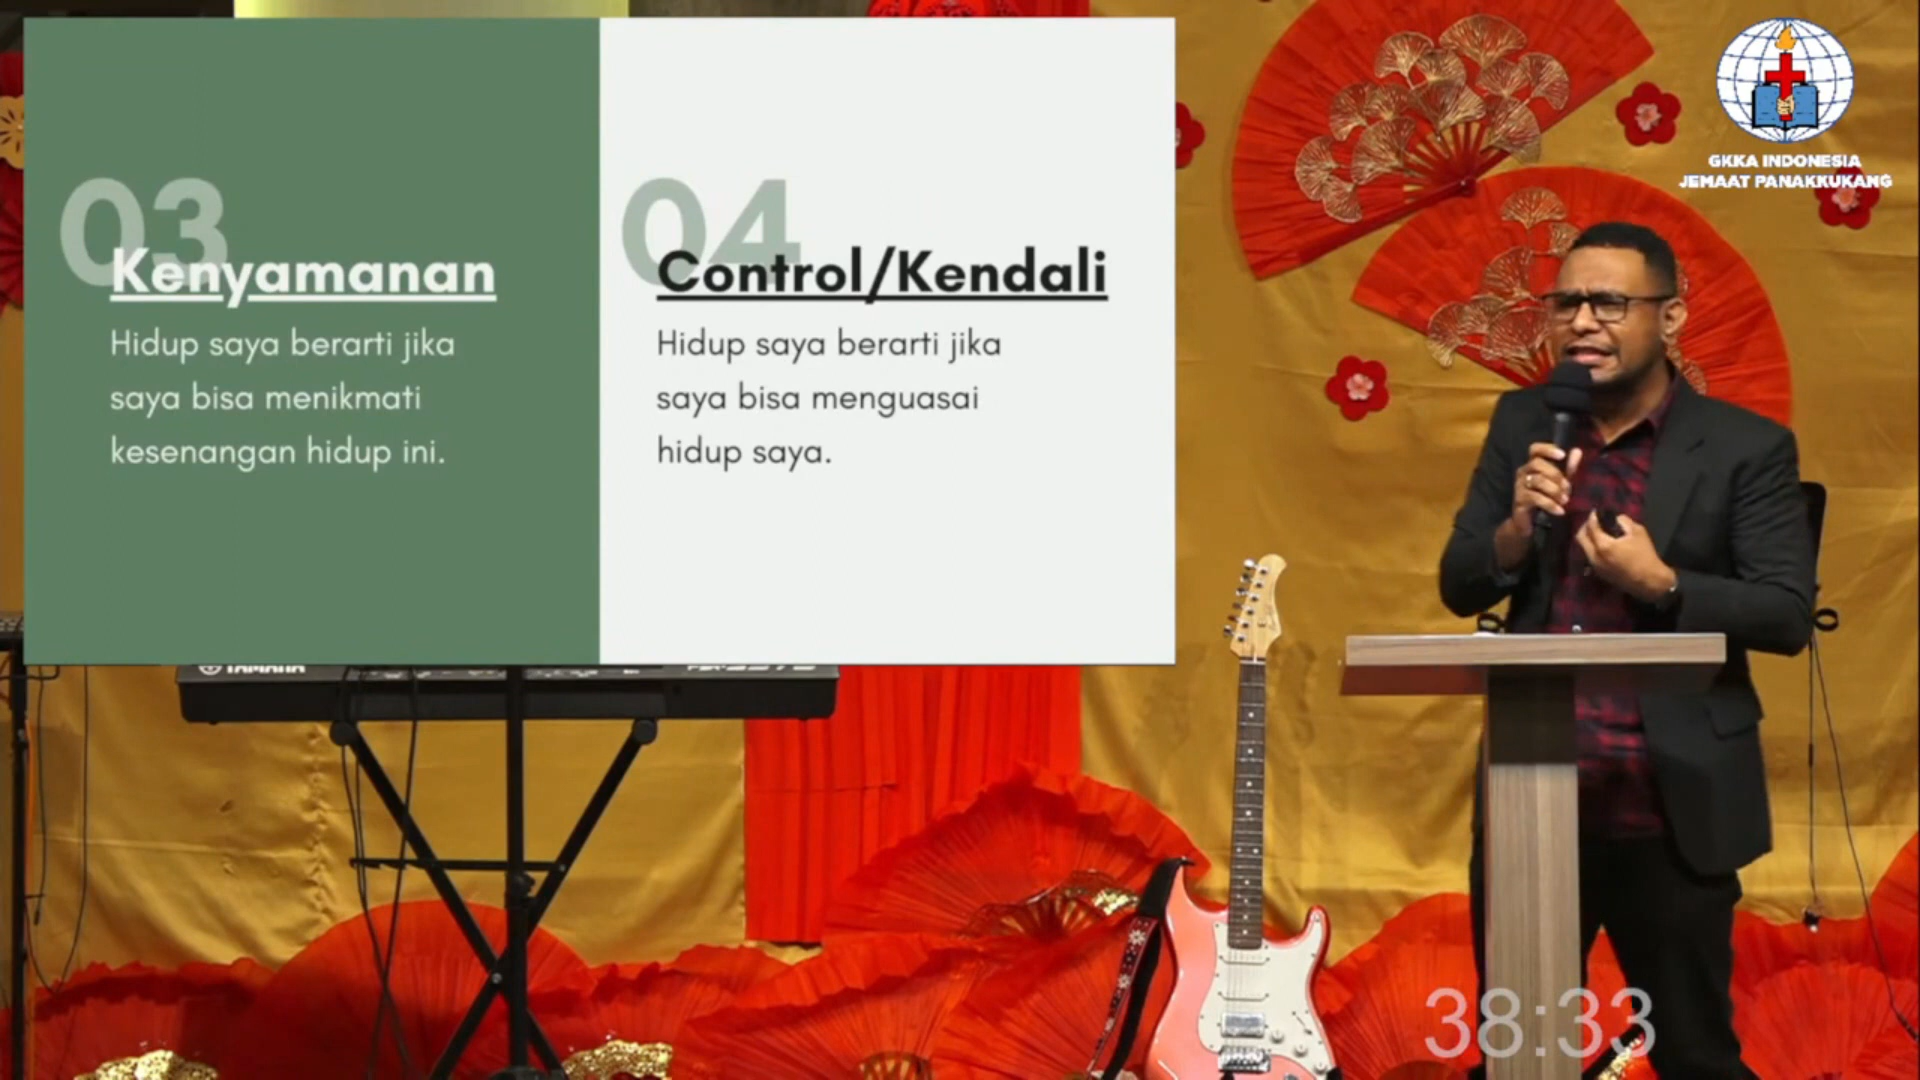 03
Kenyamanan
Hidup saya berarti jika
saya bisa menikmati
kesenangan hidup ini.
04
Control/Kendali
Hidup saya berarti jika
saya bisa menguasai
hidup saya.
GKKA INDONESIA
JEMAAT PANAKKUKANG
YAMAHA
38:33